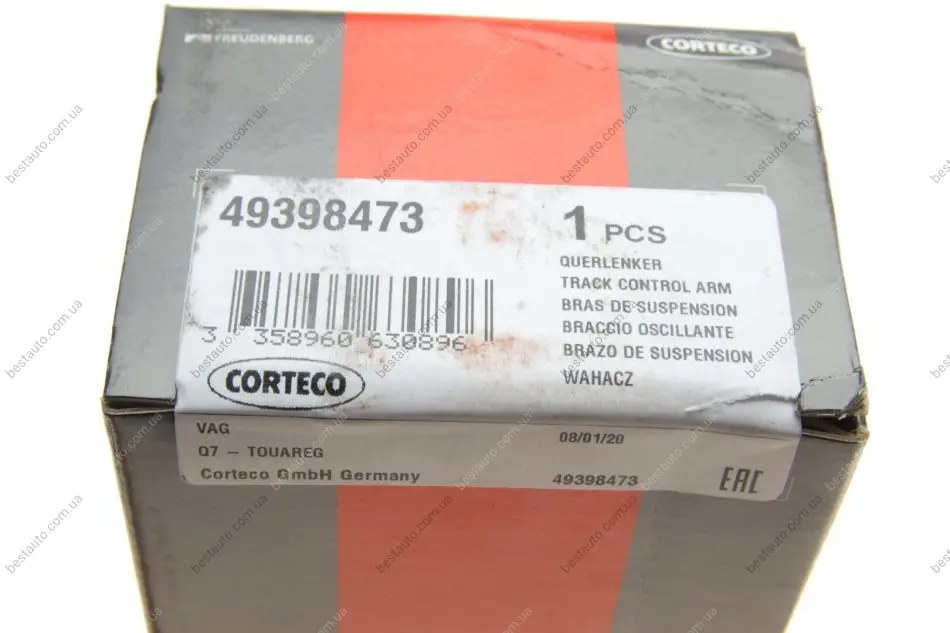 FREUDENBERG
CORTECO
49398473
1 PCS
QUERLENKER
TRACK CONTROL ARM
BRAS DE SUSPENSION
BRACCIO OSCILLANTE
BRAZO DE SUSPENSION
WAHACZ
3 358960 630896
CORTECO
VAG
Q7 – TOUAREG
Corteco GmbH Germany
08/01/20
49398473
EAC
bestauto.com.ua